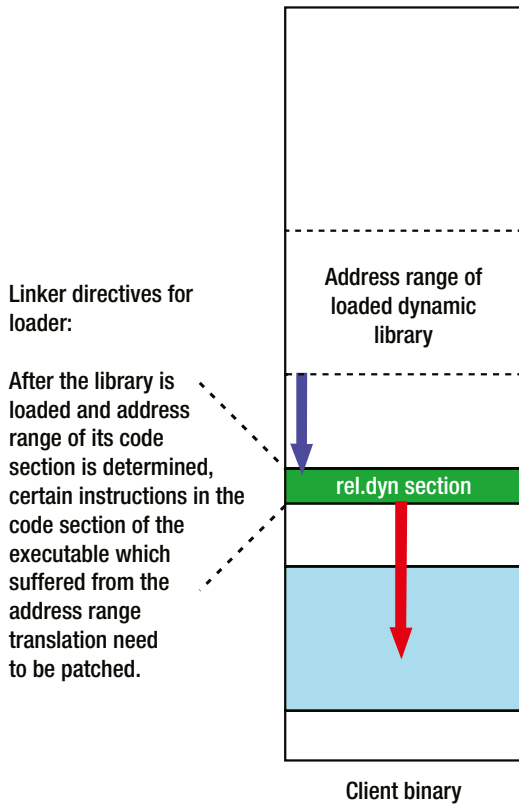 Address range of
loaded dynamic
library
Linker directives for
loader:
After the library is
loaded and address
range of its code
section is determined,
certain instructions in the
code section of the
executable which
suffered from the
address range
translation need
to be patched.
rel.dyn section
Client binary